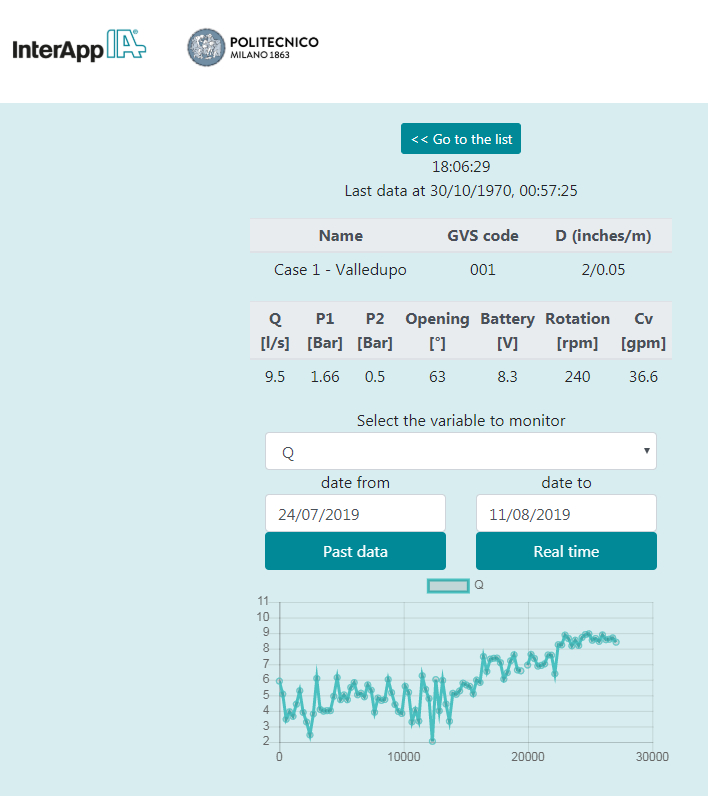 InterApp IA
POLITECNICO
MILANO 1863
<< Go to the list
18:06:29
Last data at 30/10/1970, 00:57:25
Name GVS code D (inches/m)
Case 1 - Valledupo 001 2/0.05
Q P1 P2 Opening Battery Rotation Cv
[l/s] [Bar] [Bar] [°] [V] [rpm] [gpm]
9.5 1.66 0.5 63 8.3 240 36.6
Select the variable to monitor
Q
date from date to
24/07/2019 11/08/2019
Past data Real time
Q
11
10
9
8
7
6
5
4
3
2
0 10000 20000 30000